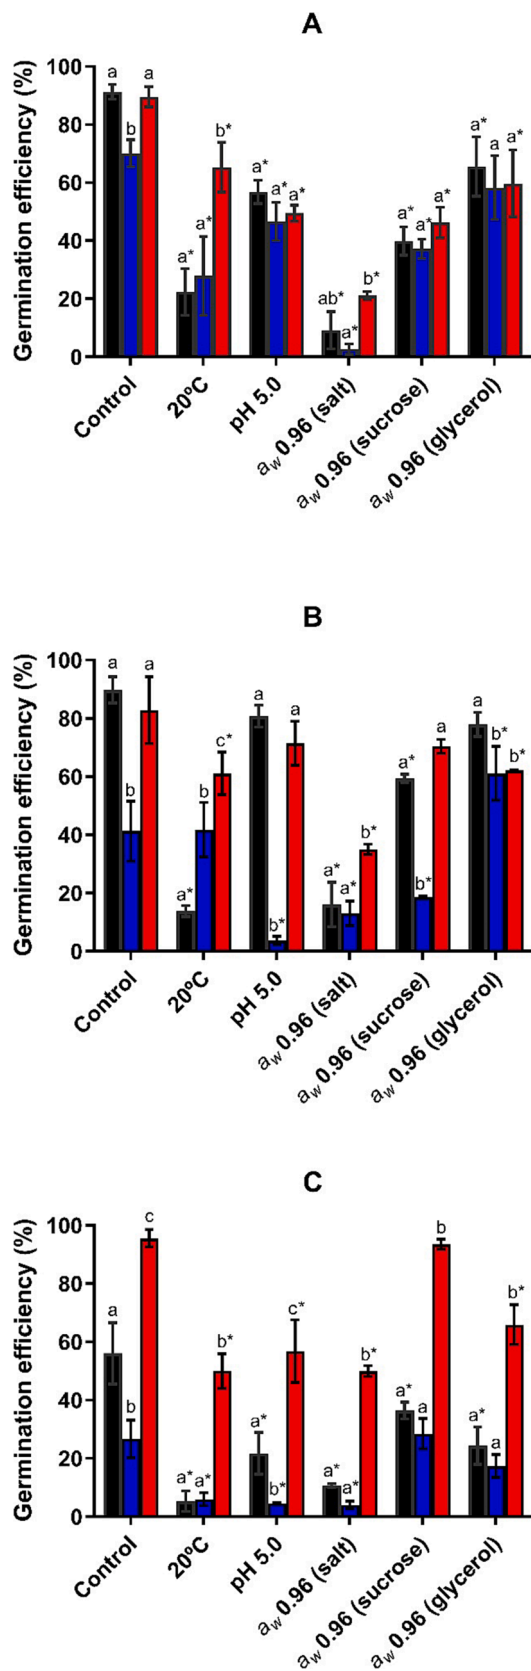 A
Germination efficiency (%)
100
80
60
40
20
0
a b a
a* a* b*
a* a* a*
ab* a* b*
a* a* a*
a* a a*
Control
20°C
pH 5.0
aw 0.96 (salt)
aw 0.96 (sucrose)
aw 0.96 (glycerol)
B
Germination efficiency (%)
100
80
60
40
20
0
a b a
a* b c*
a b* a
a* a* b*
a* b* a
a b* b*
Control
20°C
pH 5.0
aw 0.96 (salt)
aw 0.96 (sucrose)
aw 0.96 (glycerol)
C
Germination efficiency (%)
100
80
60
40
20
0
a b c
a* a* b*
a* b* c*
a* a* b*
a* a b
a* a b*
Control
20°C
pH 5.0
aw 0.96 (salt)
aw 0.96 (sucrose)
aw 0.96 (glycerol)